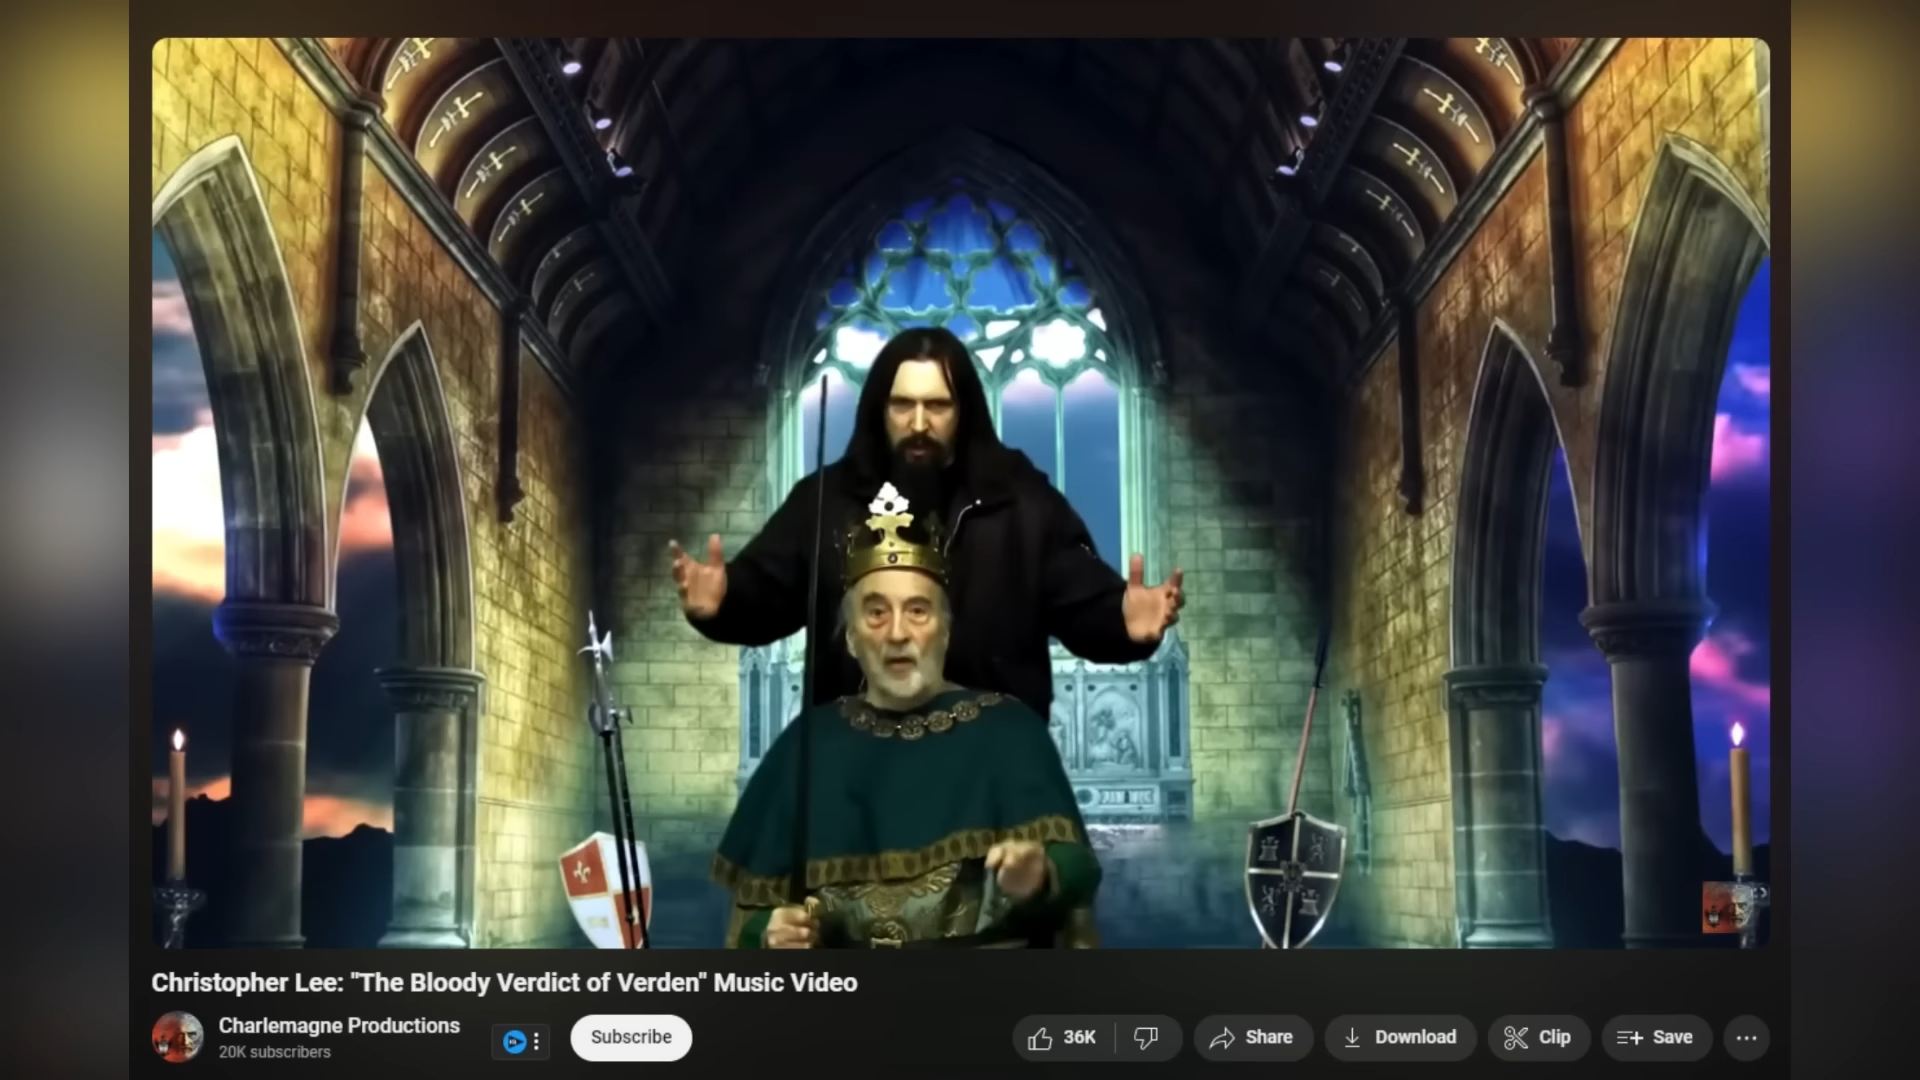 Christopher Lee: "The Bloody Verdict of Verden" Music Video
Charlemagne Productions
20K subscribers
Subscribe
36K
Share
Download
Clip
Save